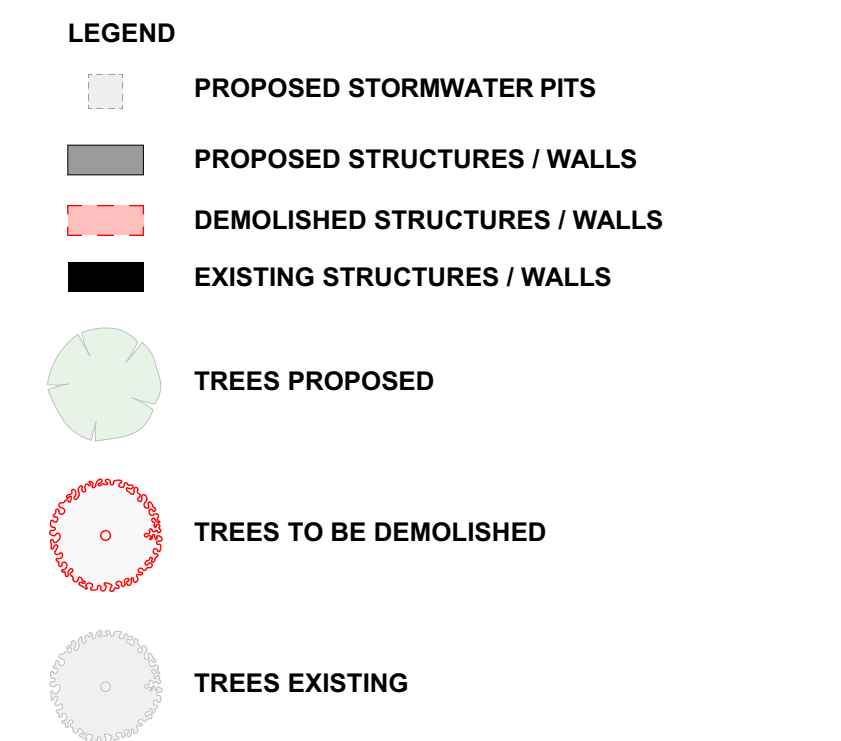 LEGEND
PROPOSED STORMWATER PITS
PROPOSED STRUCTURES / WALLS
DEMOLISHED STRUCTURES / WALLS
EXISTING STRUCTURES / WALLS
TREES PROPOSED
TREES TO BE DEMOLISHED
TREES EXISTING